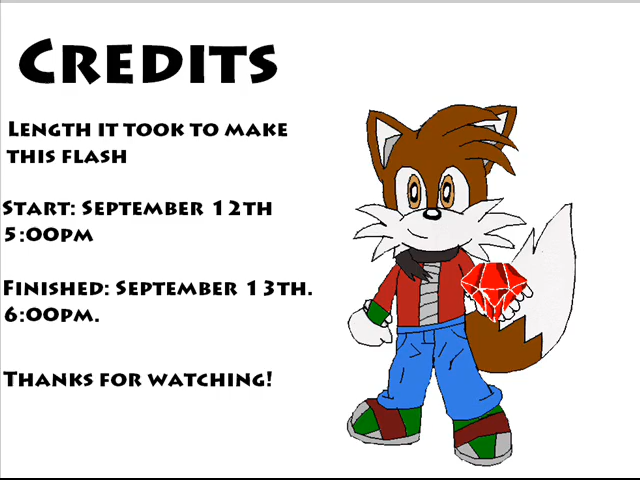 Credits
Length it took to make
this flash
Start: September 12th
5:00pm
Finished: September 13th.
6:00pm.
Thanks for watching!